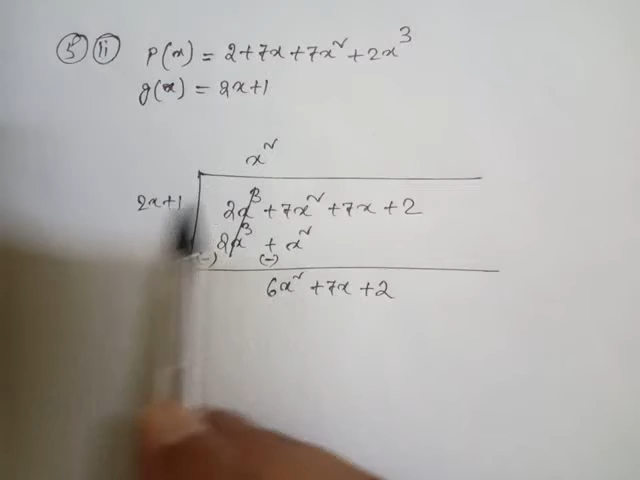 5 ii p(x) = 2+7x+7x²+2x³
g(x) = 2x+1
x²
2x+1 2x³ +7x² +7x +2
2x³ + x²
(-) (-)
6x² +7x +2